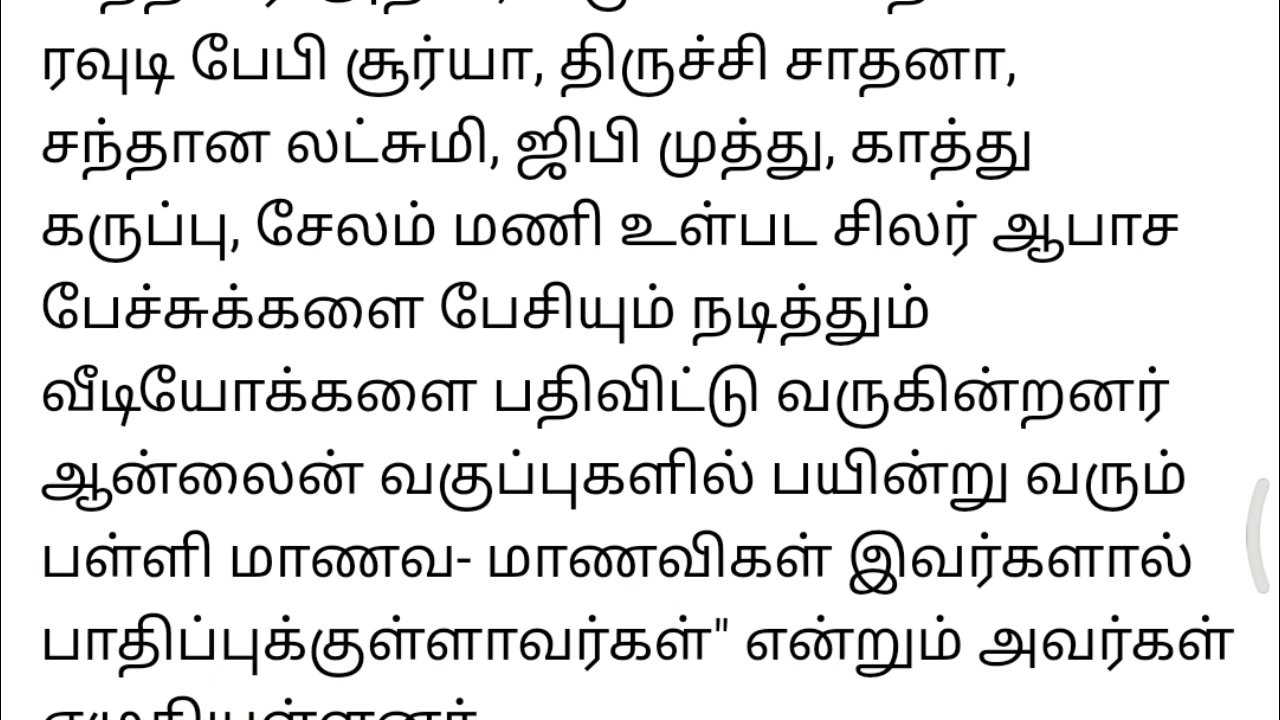 ரவுடி பேபி சூர்யா, திருச்சி சாதனா,
சந்தான லட்சுமி, ஜிபி முத்து, காத்து
கருப்பு, சேலம் மணி உள்பட சிலர் ஆபாச
பேச்சுக்களை பேசியும் நடித்தும்
வீடியோக்களை பதிவிட்டு வருகின்றனர்
ஆன்லைன் வகுப்புகளில் பயின்று வரும்
பள்ளி மாணவ- மாணவிகள் இவர்களால்
பாதிப்புக்குள்ளாவர்கள்" என்றும் அவர்கள்